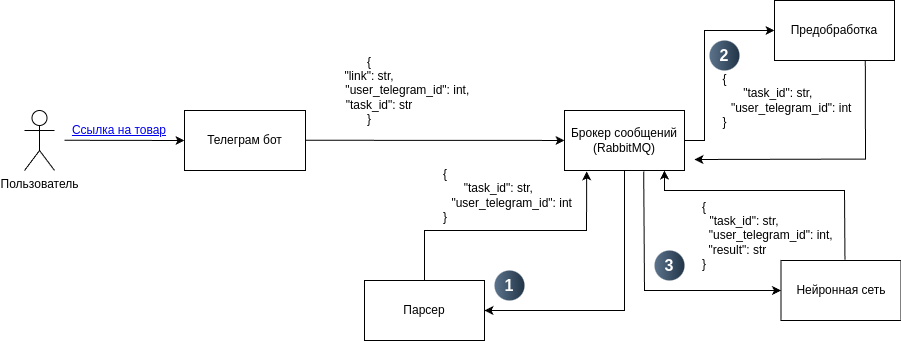 Предобработка
2
{
"link": str,
"user_telegram_id": int,
"task_id": str
}
{
"task_id": str,
"user_telegram_id": int
}
Ссылка на товар
Телеграм бот
Брокер сообщений
(RabbitMQ)
Пользователь
{
"task_id": str,
"user_telegram_id": int
}
{
"task_id": str,
"user_telegram_id": int,
"result": str
}
3
1
Парсер
Нейронная сеть